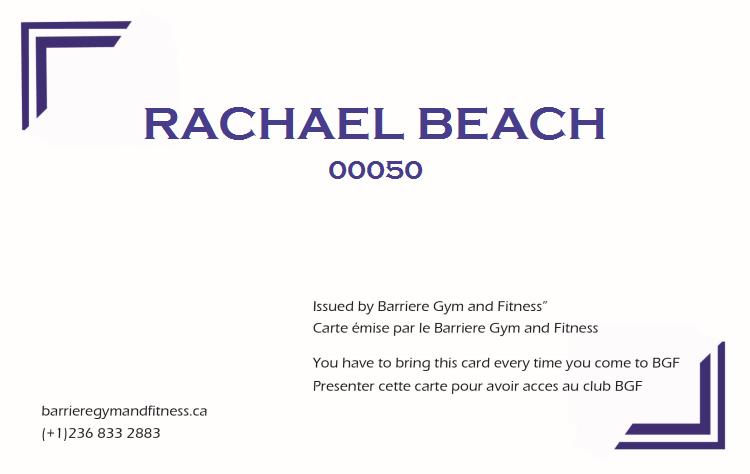 RACHAEL BEACH
00050
Issued by Barriere Gym and Fitness”
Carte émise par le Barriere Gym and Fitness
You have to bring this card every time you come to BGF
Presenter cette carte pour avoir acces au club BGF
barrieregymandfitness.ca
(+1)236 833 2883